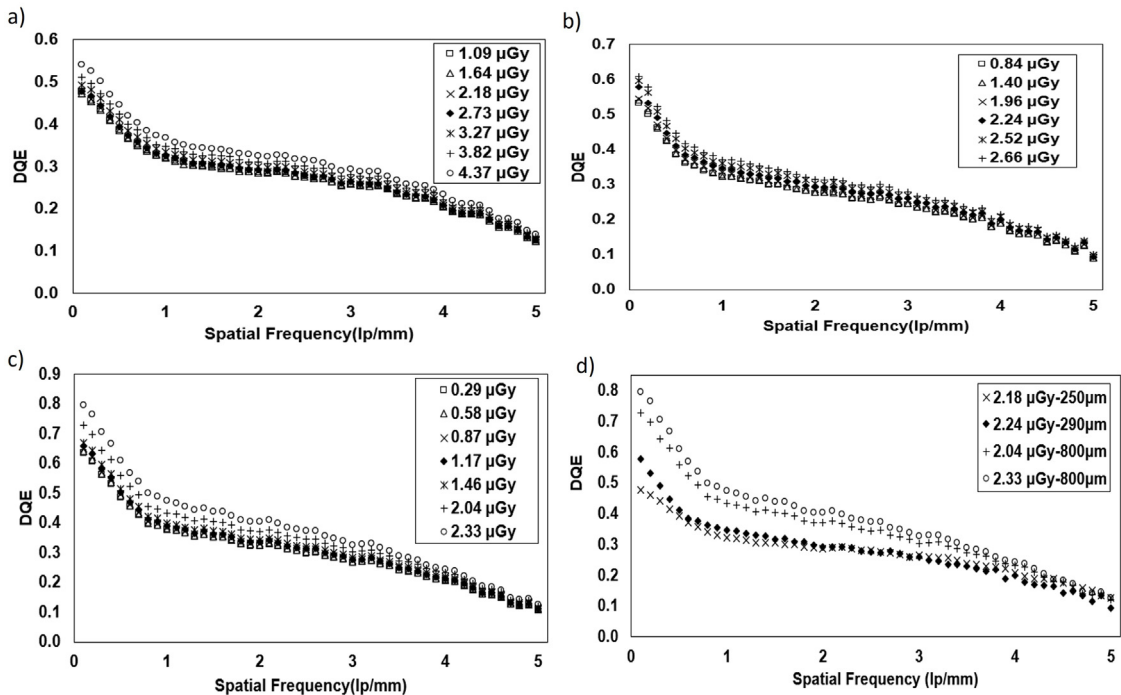 a)
0.6
0.5
0.4
0.3
0.2
0.1
0.0
DQE
0 1 2 3 4 5
Spatial Frequency(lp/mm)
1.09 µGy
1.64 µGy
2.18 µGy
2.73 µGy
3.27 µGy
3.82 µGy
4.37 µGy
b)
0.7
0.6
0.5
0.4
0.3
0.2
0.1
0.0
DQE
0 1 2 3 4 5
Spatial Frequency(lp/mm)
0.84 µGy
1.40 µGy
1.96 µGy
2.24 µGy
2.52 µGy
2.66 µGy
c)
0.9
0.8
0.7
0.6
0.5
0.4
0.3
0.2
0.1
0.0
DQE
0 1 2 3 4 5
Spatial Frequency(lp/mm)
0.29 µGy
0.58 µGy
0.87 µGy
1.17 µGy
1.46 µGy
2.04 µGy
2.33 µGy
d)
0.8
0.7
0.6
0.5
0.4
0.3
0.2
0.1
0.0
DQE
0 1 2 3 4 5
Spatial Frequency(lp/mm)
2.18 µGy-250µm
2.24 µGy-290µm
2.04 µGy-800µm
2.33 µGy-800µm